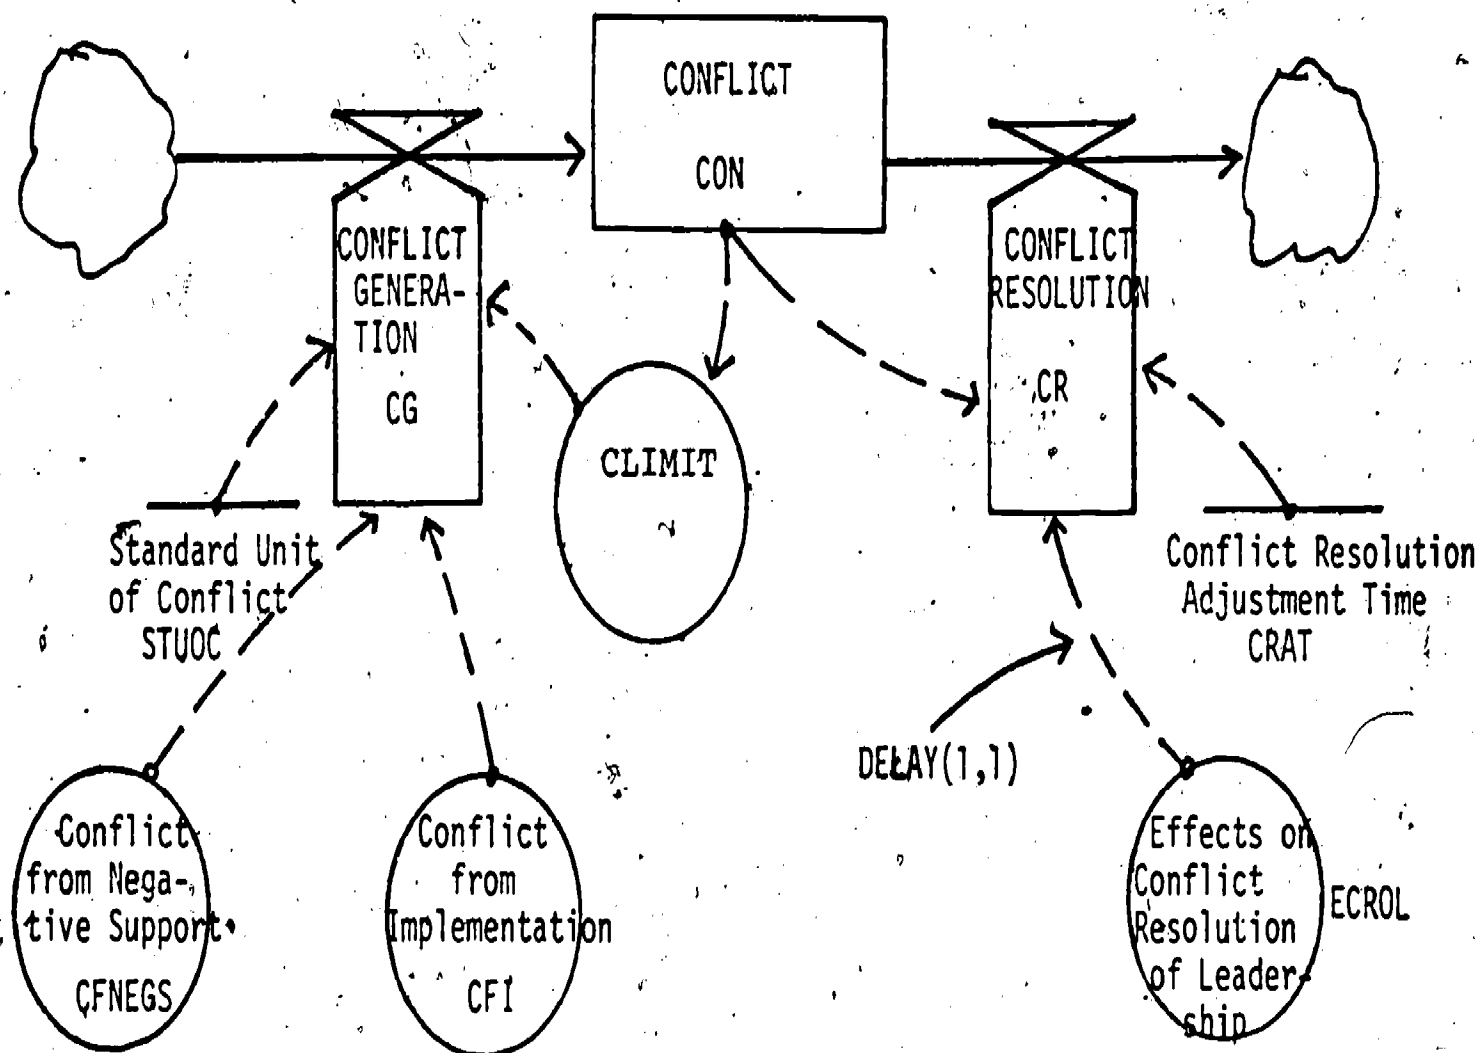 CONFLICT
CON
CONFLICT
GENERA-
TION
CG
CONFLICT
RESOLUTION
CR
CLIMIT
Standard Unit
of Conflict
STUOC
Conflict Resolution
Adjustment Time
CRAT
DELAY(1,1)
Conflict
from Nega-
tive Support
CFNEGS
Conflict
from
Implementation
CFI
Effects on
Conflict
Resolution
of Leader-
ship
ECROL